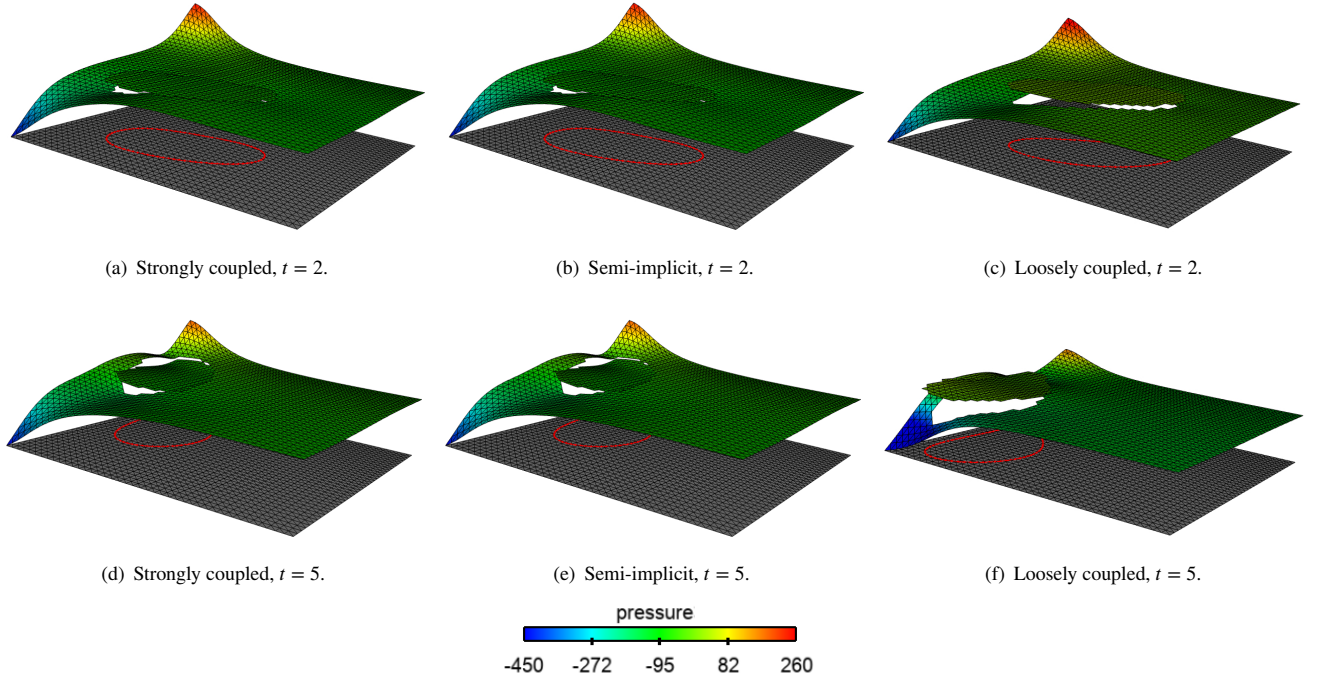 (a) Strongly coupled, t = 2.
(b) Semi-implicit, t = 2.
(c) Loosely coupled, t = 2.
(d) Strongly coupled, t = 5.
(e) Semi-implicit, t = 5.
(f) Loosely coupled, t = 5.
pressure
-450 -272 -95 82 260